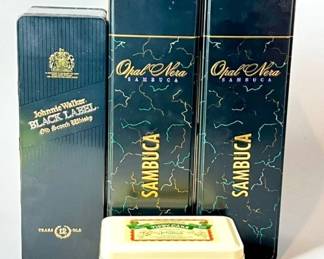 Johnnie Walker
BLACK LABEL
Old Scotch Whisky
YEARS 12 OLD
Opal Nera
SAMBUCA
SAMBUCA
Opal Nera
SAMBUCA
SAMBUCA